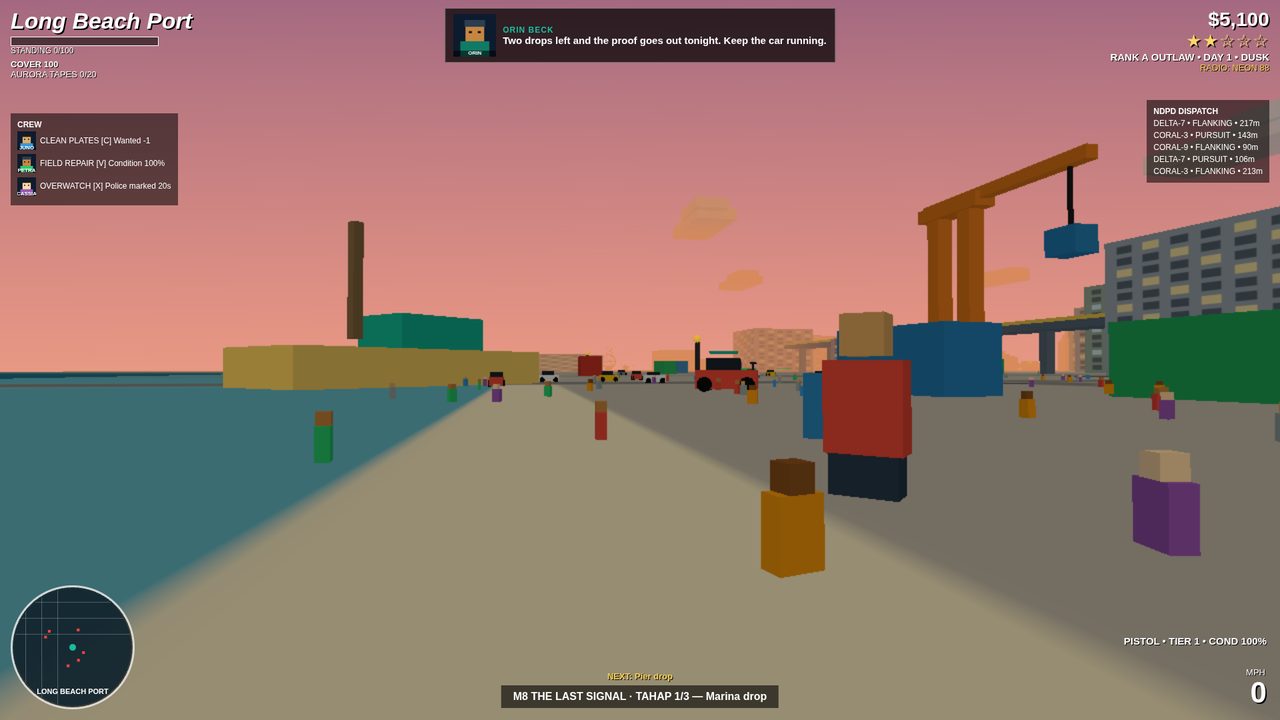 Long Beach Port
STANDING 0/100
COVER 100
AURORA TAPES 0/20
CREW
JUNO
CLEAN PLATES [C] Wanted -1
PETRA
FIELD REPAIR [V] Condition 100%
CASSIA
OVERWATCH [X] Police marked 20s
ORIN
ORIN BECK
Two drops left and the proof goes out tonight. Keep the car running.
$5,100
★★☆☆☆
RANK A OUTLAW • DAY 1 • DUSK
RADIO: NEON 88
NDPD DISPATCH
DELTA-7 • FLANKING • 217m
CORAL-3 • PURSUIT • 143m
CORAL-9 • FLANKING • 90m
DELTA-7 • PURSUIT • 106m
CORAL-3 • FLANKING • 213m
LONG BEACH PORT
NEXT: Pier drop
M8 THE LAST SIGNAL · TAHAP 1/3 — Marina drop
PISTOL • TIER 1 • COND 100%
MPH
0